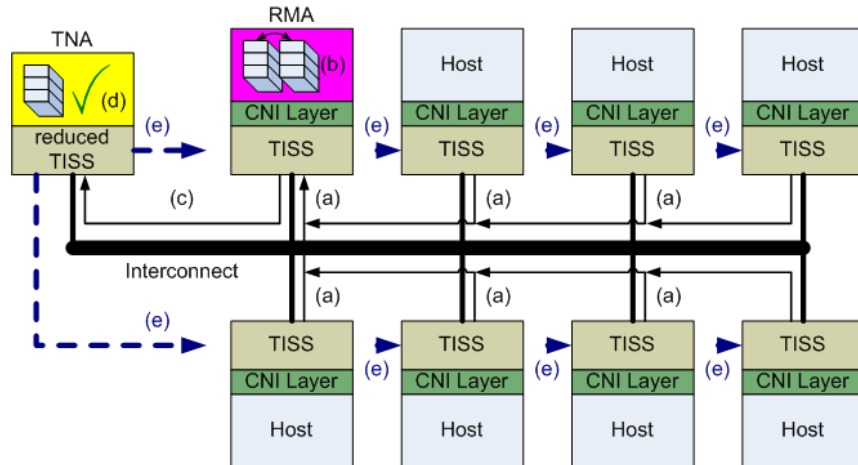 TNA
RMA
(d)
(b)
Host
Host
Host
CNI Layer
CNI Layer
CNI Layer
CNI Layer
reduced
TISS
(e)
TISS
(e)
TISS
(e)
TISS
(e)
TISS
(c)
(a)
(a)
(a)
Interconnect
(a)
(a)
(a)
(e)
TISS
(e)
TISS
(e)
TISS
(e)
TISS
CNI Layer
CNI Layer
CNI Layer
CNI Layer
Host
Host
Host
Host